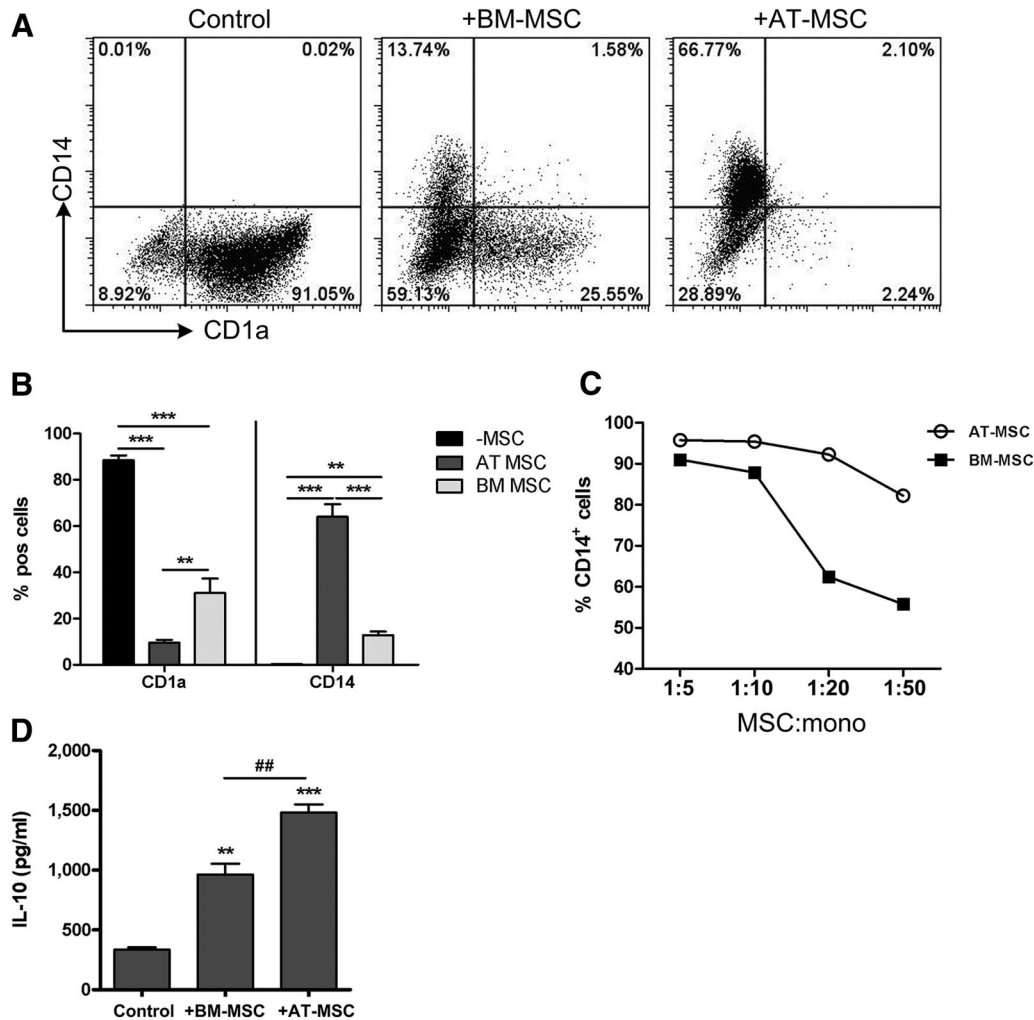 A
Control
+BM-MSC
+AT-MSC
0.01%
0.02%
13.74%
1.58%
66.77%
2.10%
CD14
8.92%
91.05%
59.13%
25.55%
28.89%
2.24%
CD1a
B
% pos cells
100
80
60
40
20
0
***
***
**
**
***
***
CD1a
CD14
-MSC
AT MSC
BM MSC
C
% CD14+ cells
100
90
80
70
60
50
40
1:5
1:10
1:20
1:50
MSC:mono
AT-MSC
BM-MSC
D
IL-10 (pg/ml)
2,000
1,500
1,000
500
0
##
**
***
Control
+BM-MSC
+AT-MSC